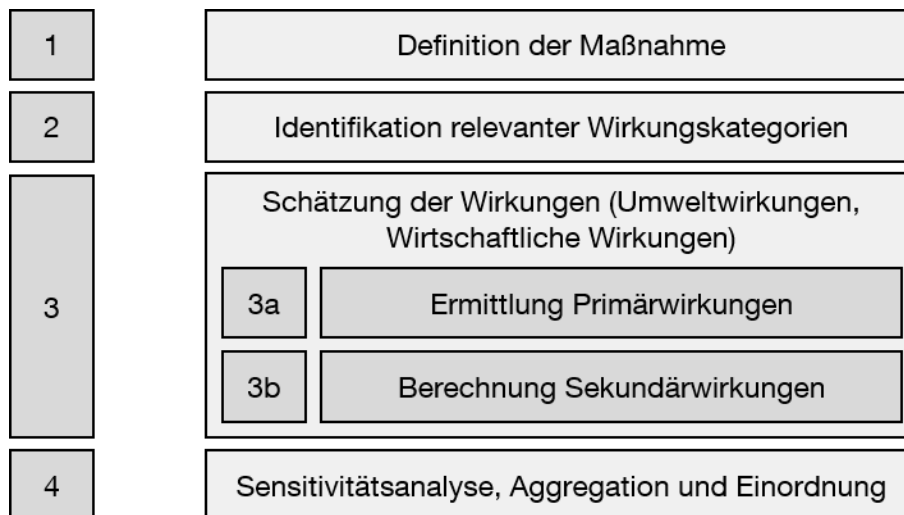 1
Definition der Maßnahme
2
Identifikation relevanter Wirkungskategorien
3
Schätzung der Wirkungen (Umweltwirkungen,
Wirtschaftliche Wirkungen)
3a
Ermittlung Primärwirkungen
3b
Berechnung Sekundärwirkungen
4
Sensitivitätsanalyse, Aggregation und Einordnung